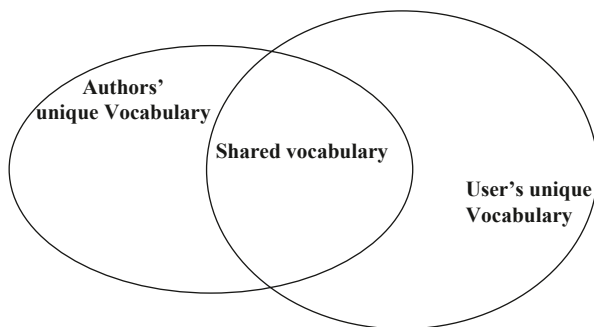 Authors’
unique Vocabulary
Shared vocabulary
User's unique
Vocabulary